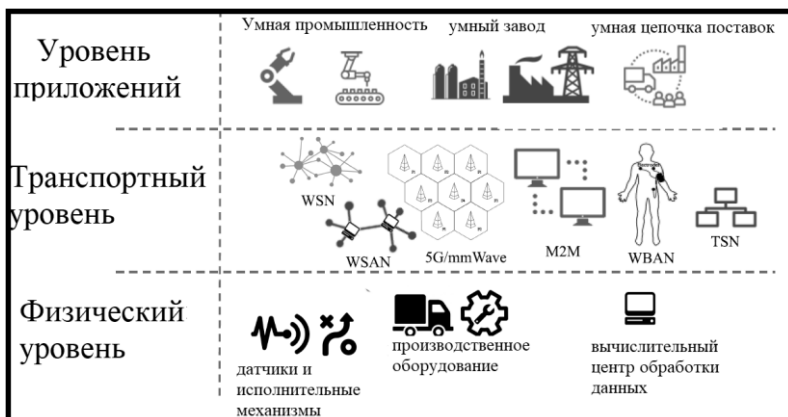 Уровень
приложений
Умная промышленность
умный завод
умная цепочка поставок
Транспортный
уровень
WSN
WSAN
5G/mmWave
M2M
WBAN
TSN
Физический
уровень
датчики и
исполнительные
механизмы
производственное
оборудование
вычислительный
центр обработки
данных